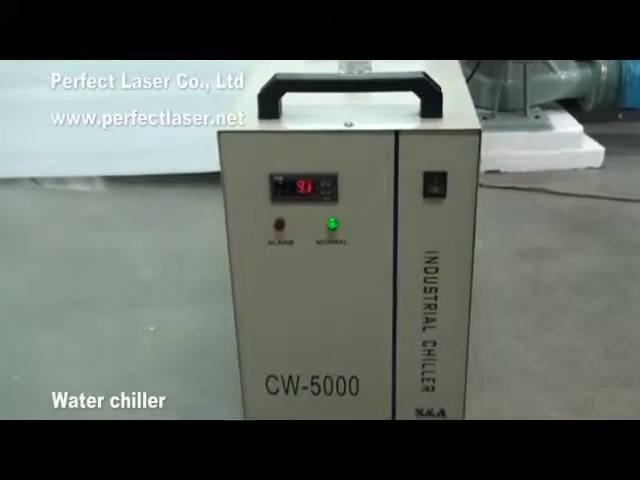 Perfect Laser Co., Ltd
www.perfectlaser.net
ALARM
NORMAL
INDUSTRIAL CHILLER
CW-5000
S&A
Water chiller